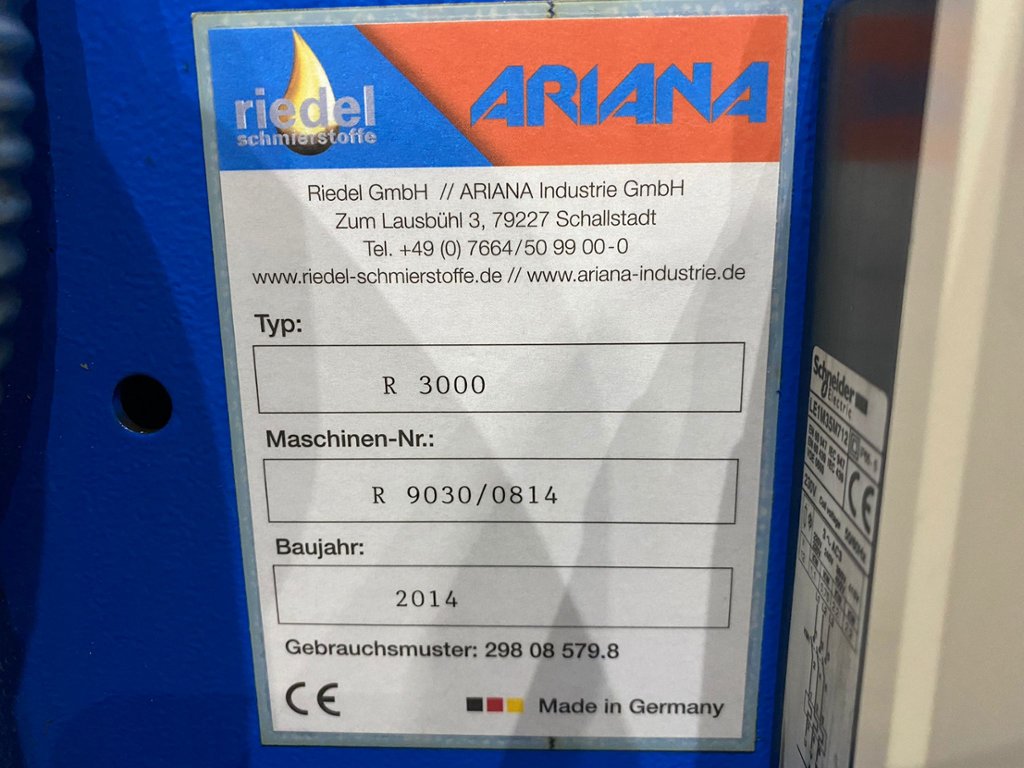 riedel
schmierstoffe
ARIANA
Riedel GmbH // ARIANA Industrie GmbH
Zum Lausbühl 3, 79227 Schallstadt
Tel. +49 (0) 7664/50 99 00-0
www.riedel-schmierstoffe.de // www.ariana-industrie.de
Typ:
R 3000
Maschinen-Nr.:
R 9030/0814
Baujahr:
2014
Gebrauchsmuster: 298 08 579.8
CE
Made in Germany
Schneider
Electric
LE1M35M713
CE